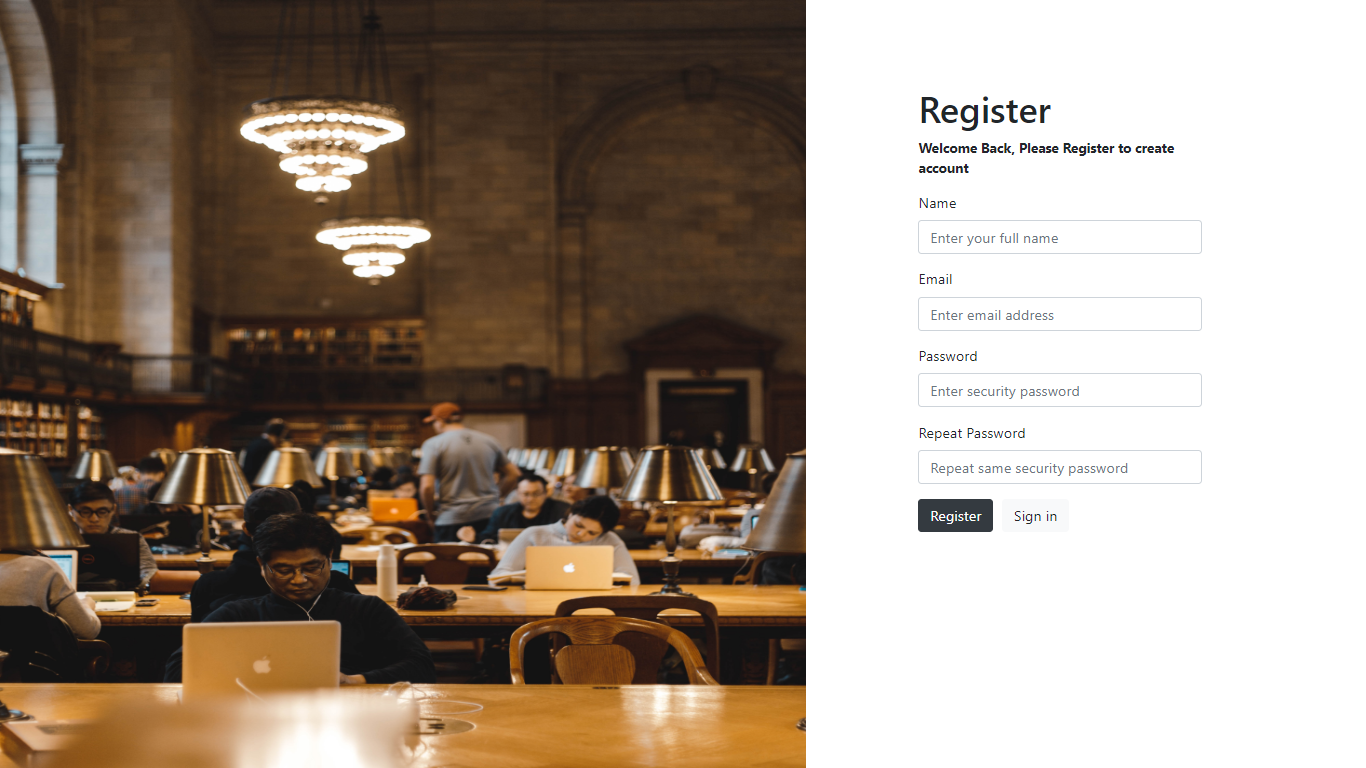 Register
Welcome Back, Please Register to create
account
Name
Enter your full name
Email
Enter email address
Password
Enter security password
Repeat Password
Repeat same security password
Register
Sign in